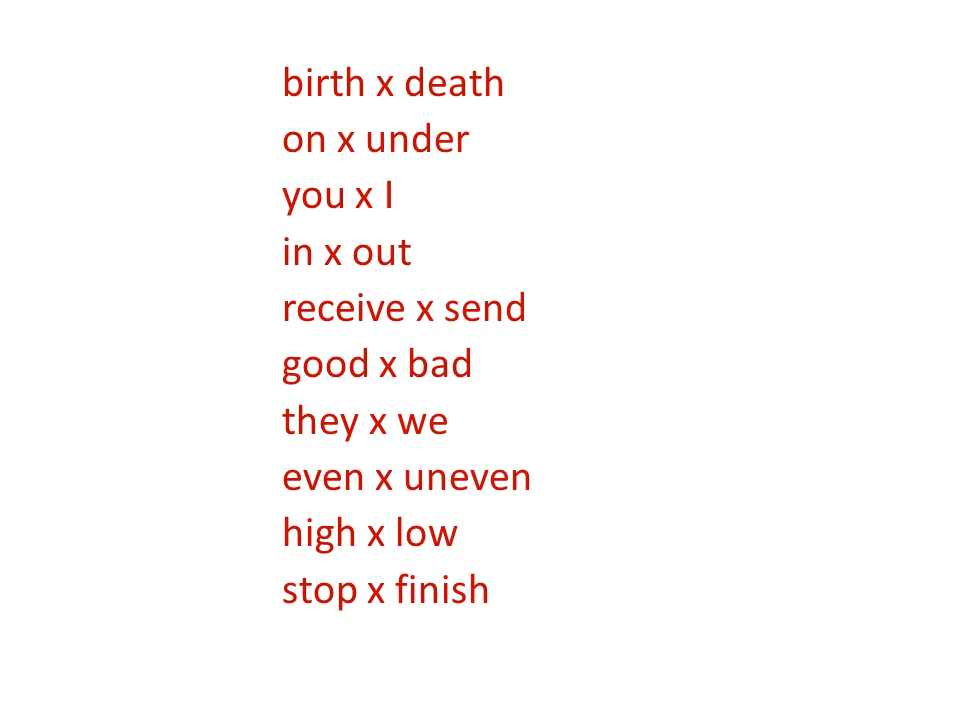 birth x death
on x under
you x I
in x out
receive x send
good x bad
they x we
even x uneven
high x low
stop x finish